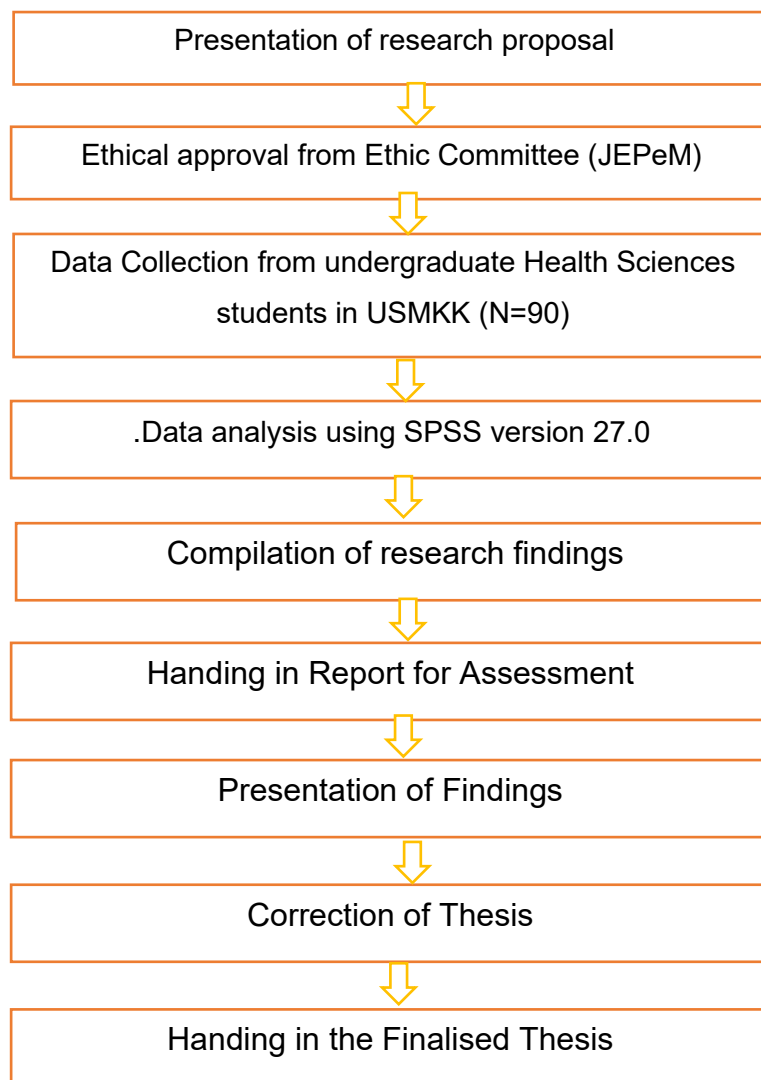 Presentation of research proposal
Ethical approval from Ethic Committee (JEPeM)
Data Collection from undergraduate Health Sciences
students in USMKK (N=90)
.Data analysis using SPSS version 27.0
Compilation of research findings
Handing in Report for Assessment
Presentation of Findings
Correction of Thesis
Handing in the Finalised Thesis